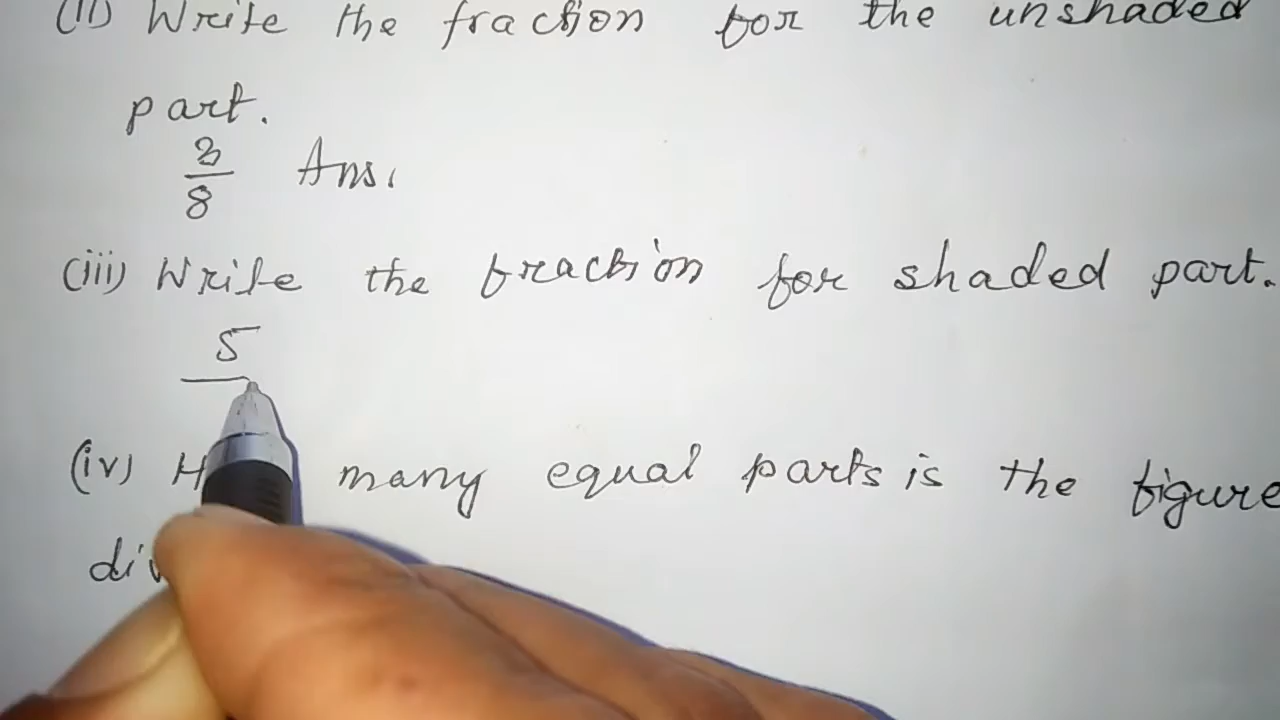 (ii) Write the fraction for the unshaded
part.
3/8 Ans.
(iii) Write the fraction for shaded part.
5
(iv) many equal parts is the figure